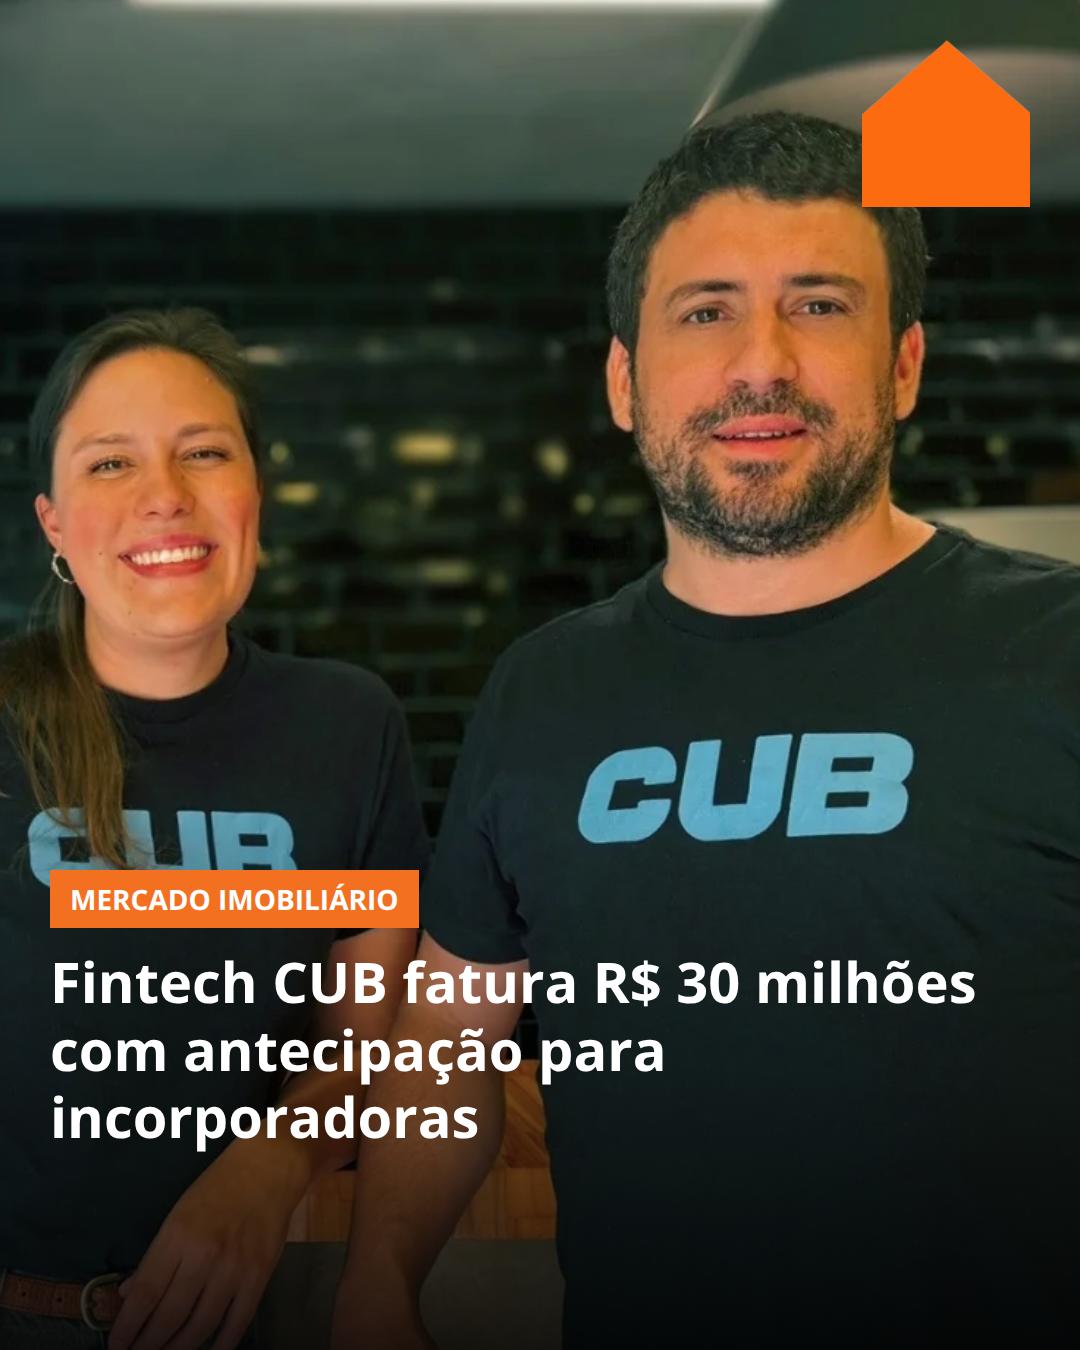 CUB
CUB
MERCADO IMOBILIÁRIO
Fintech CUB fatura R$ 30 milhões
com antecipação para
incorporadoras